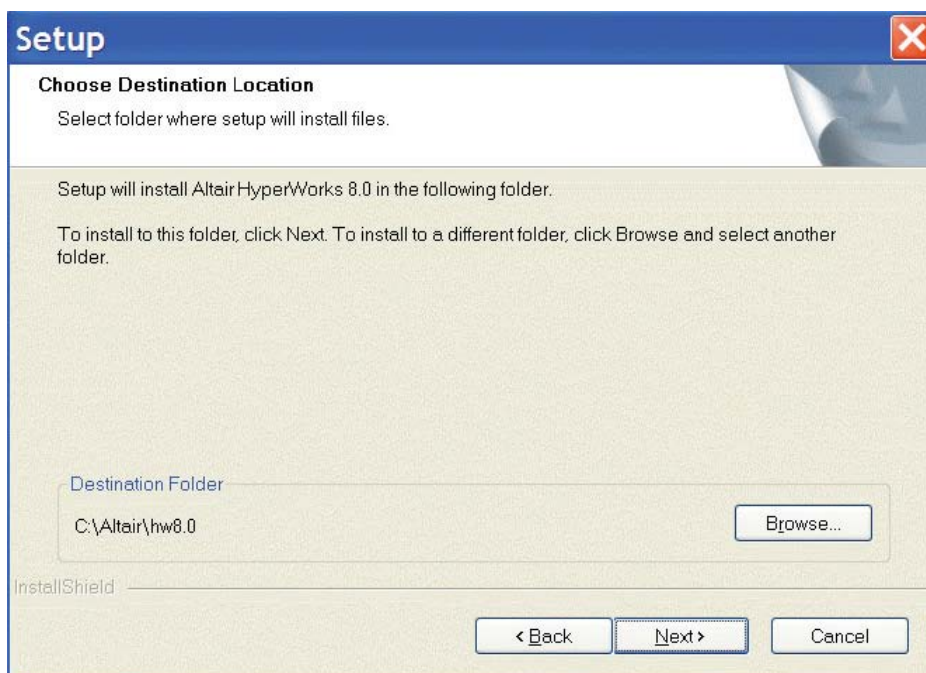 Setup
Choose Destination Location
Select folder where setup will install files.
Setup will install Altair HyperWorks 8.0 in the following folder.
To install to this folder, click Next. To install to a different folder, click Browse and select another
folder.
Destination Folder
C:\Altair\hw8.0
Browse...
InstallShield
< Back
Next >
Cancel